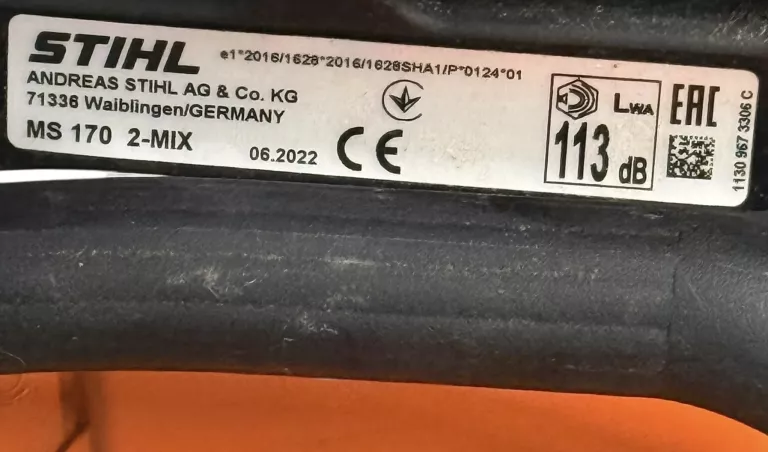 STIHL
e1*2016/1628*2016/1628SHA1/P*0124*01
ANDREAS STIHL AG & Co. KG
71336 Waiblingen/GERMANY
MS 170 2-MIX
06.2022
CE
LWA
113 dB
EAC
1130 967 3306 C